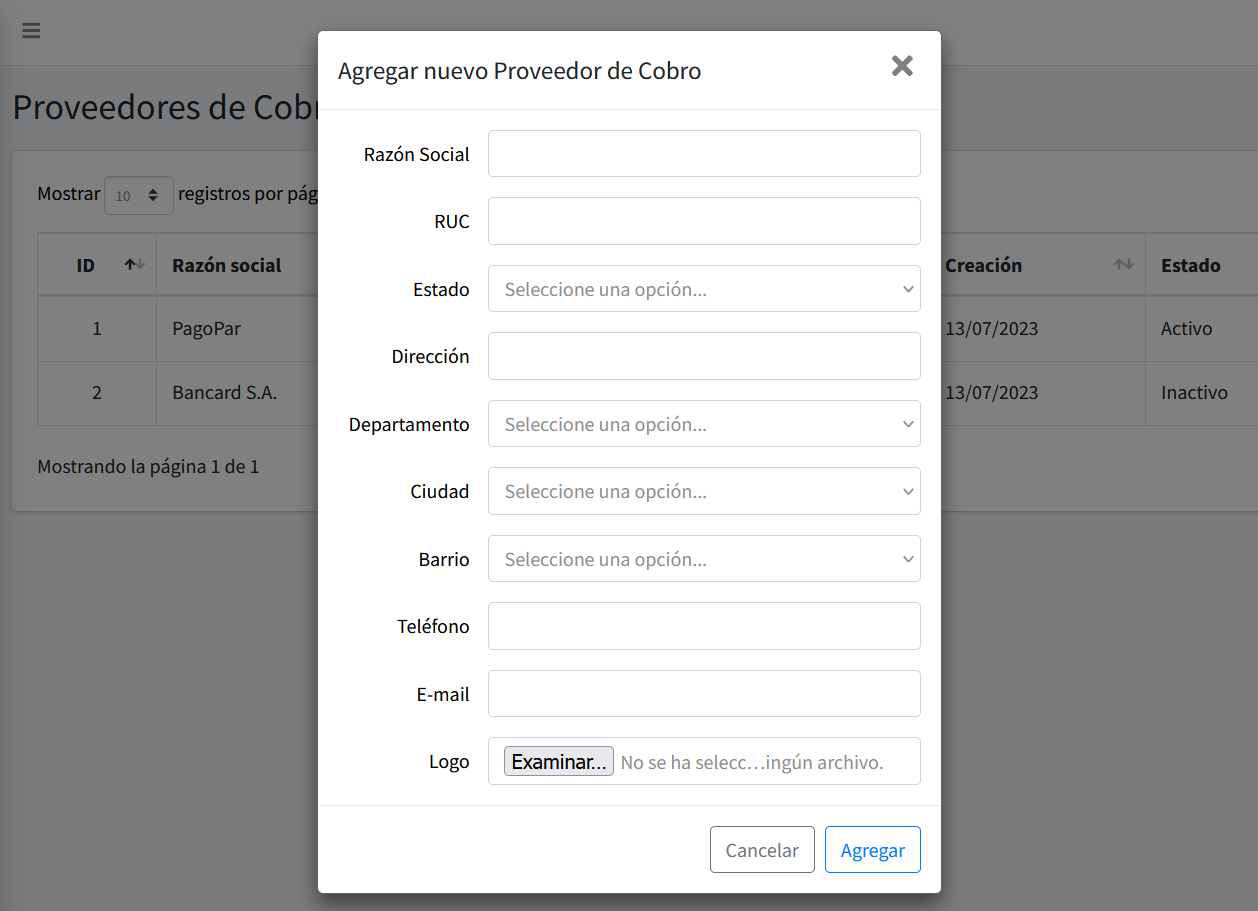 Agregar nuevo Proveedor de Cobro
Proveedores de Cob
Razón Social
Mostrar 10 registros por pág
RUC
ID Razón social Creación Estado
Estado Seleccione una opción...
1 PagoPar 13/07/2023 Activo
Dirección
2 Bancard S.A. 13/07/2023 Inactivo
Departamento Seleccione una opción...
Mostrando la página 1 de 1
Ciudad Seleccione una opción...
Barrio Seleccione una opción...
Teléfono
E-mail
Logo Examinar... No se ha selecc…ingún archivo.
Cancelar Agregar